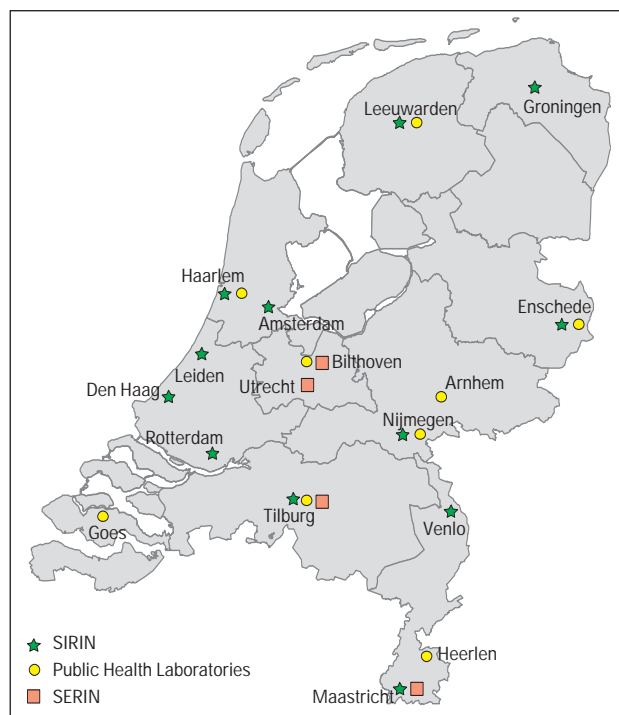 Leeuwarden
Groningen
Haarlem
Amsterdam
Enschede
Leiden
Bilthoven
Utrecht
Den Haag
Arnhem
Nijmegen
Rotterdam
Tilburg
Venlo
Goes
SIRIN
Public Health Laboratories
SERIN
Heerlen
Maastricht